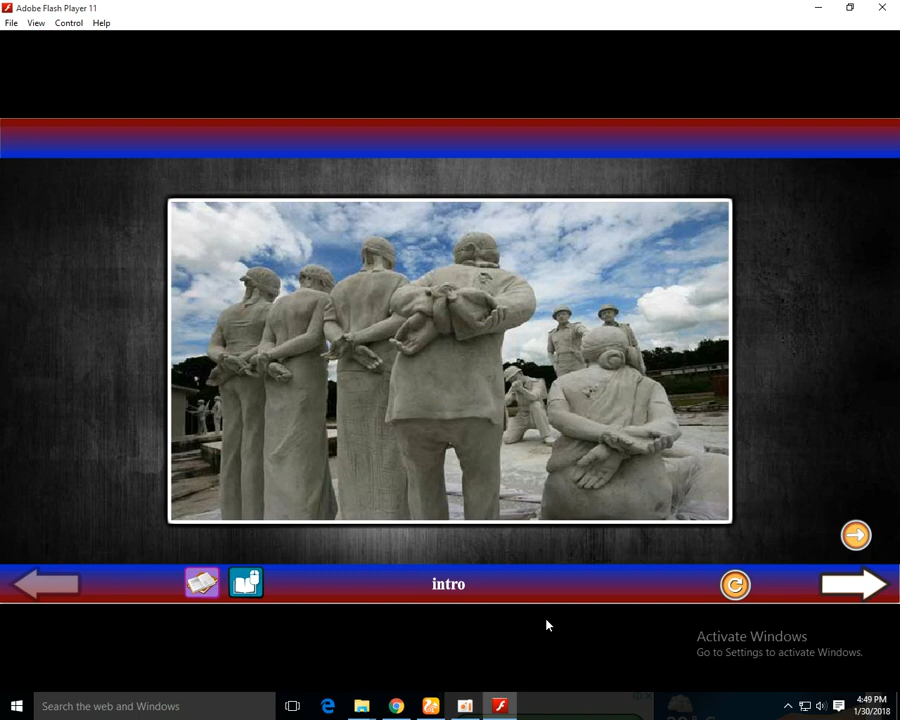 Adobe Flash Player 11
File View Control Help
intro
Activate Windows
Go to Settings to activate Windows.
Search the web and Windows
4:49 PM
1/30/2018